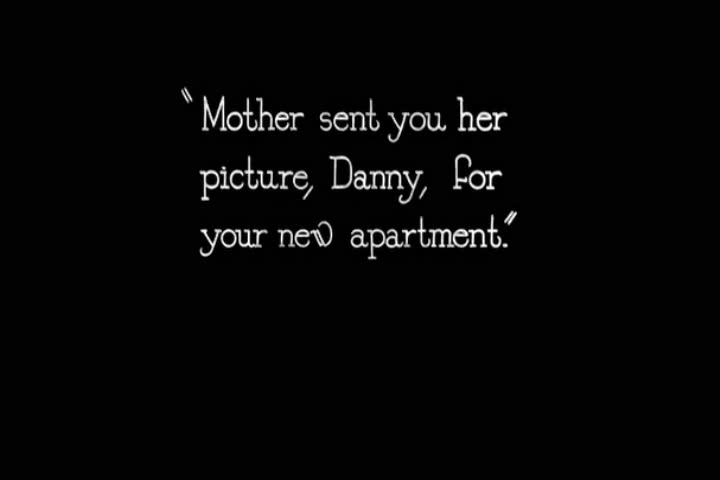 "Mother sent you her
picture, Danny, for
your new apartment."